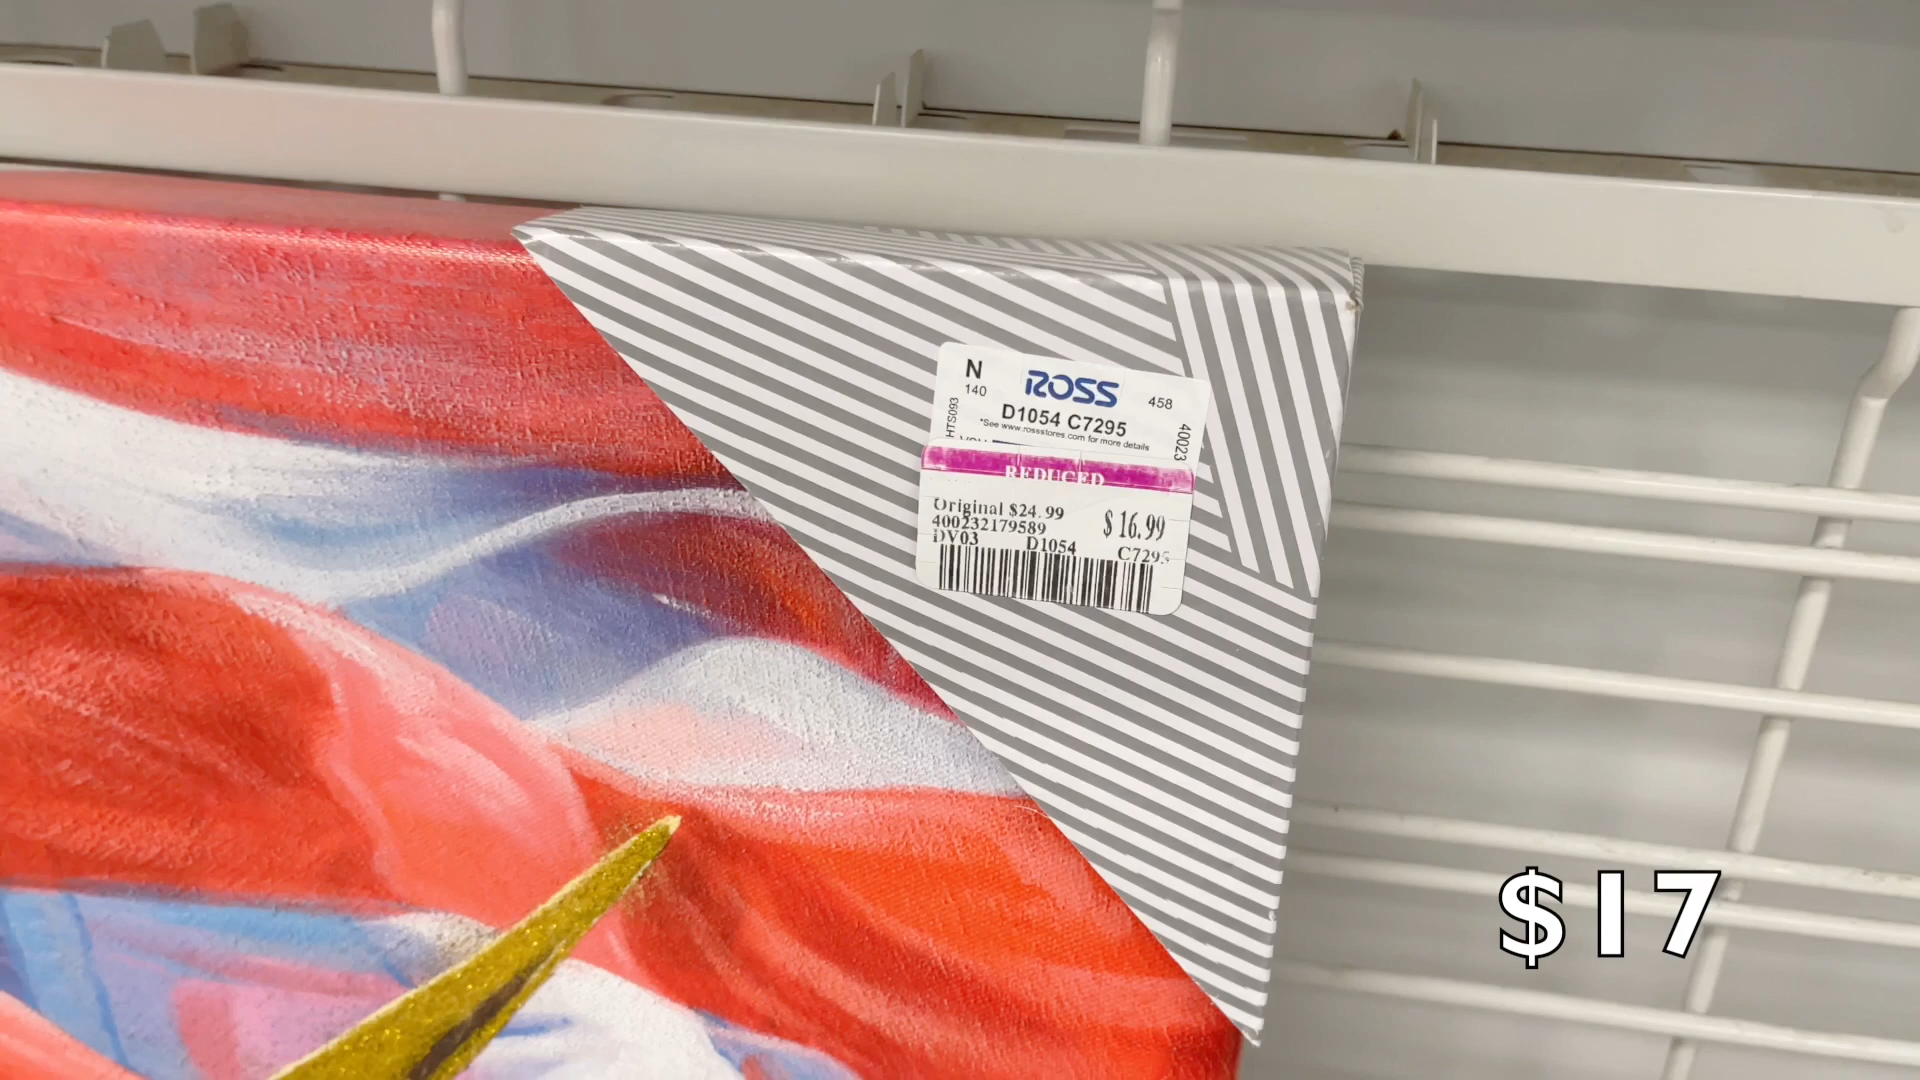 N ROSS
140 458
D1054 C7295
*See www.rossstores.com for more details
HTS093
40023
REDUCED
Original $24.99
$16.99
400232179589
DV03 D1054 C7295
$17